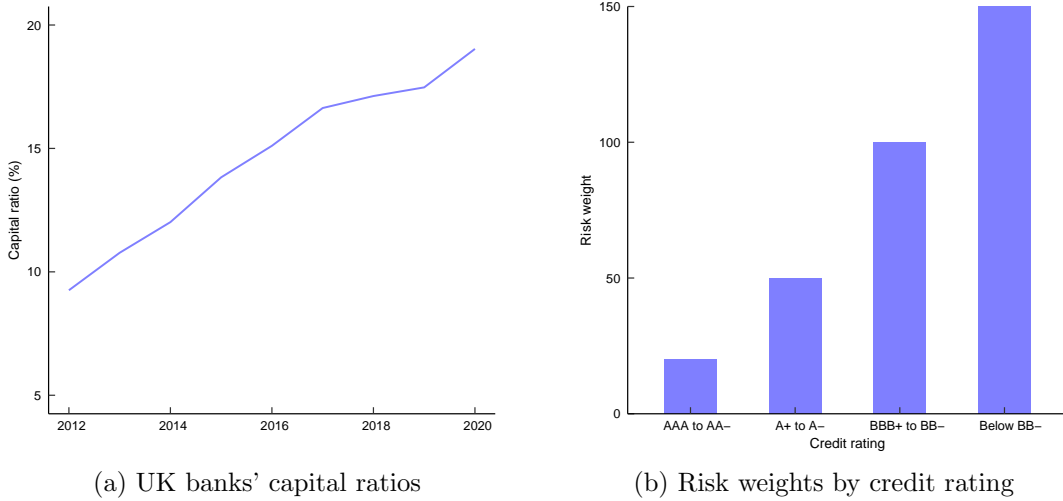 20
15
10
5
Capital ratio (%)
2012 2014 2016 2018 2020
(a) UK banks’ capital ratios
150
100
50
0
Risk weight
AAA to AA− A+ to A− BBB+ to BB− Below BB−
Credit rating
(b) Risk weights by credit rating